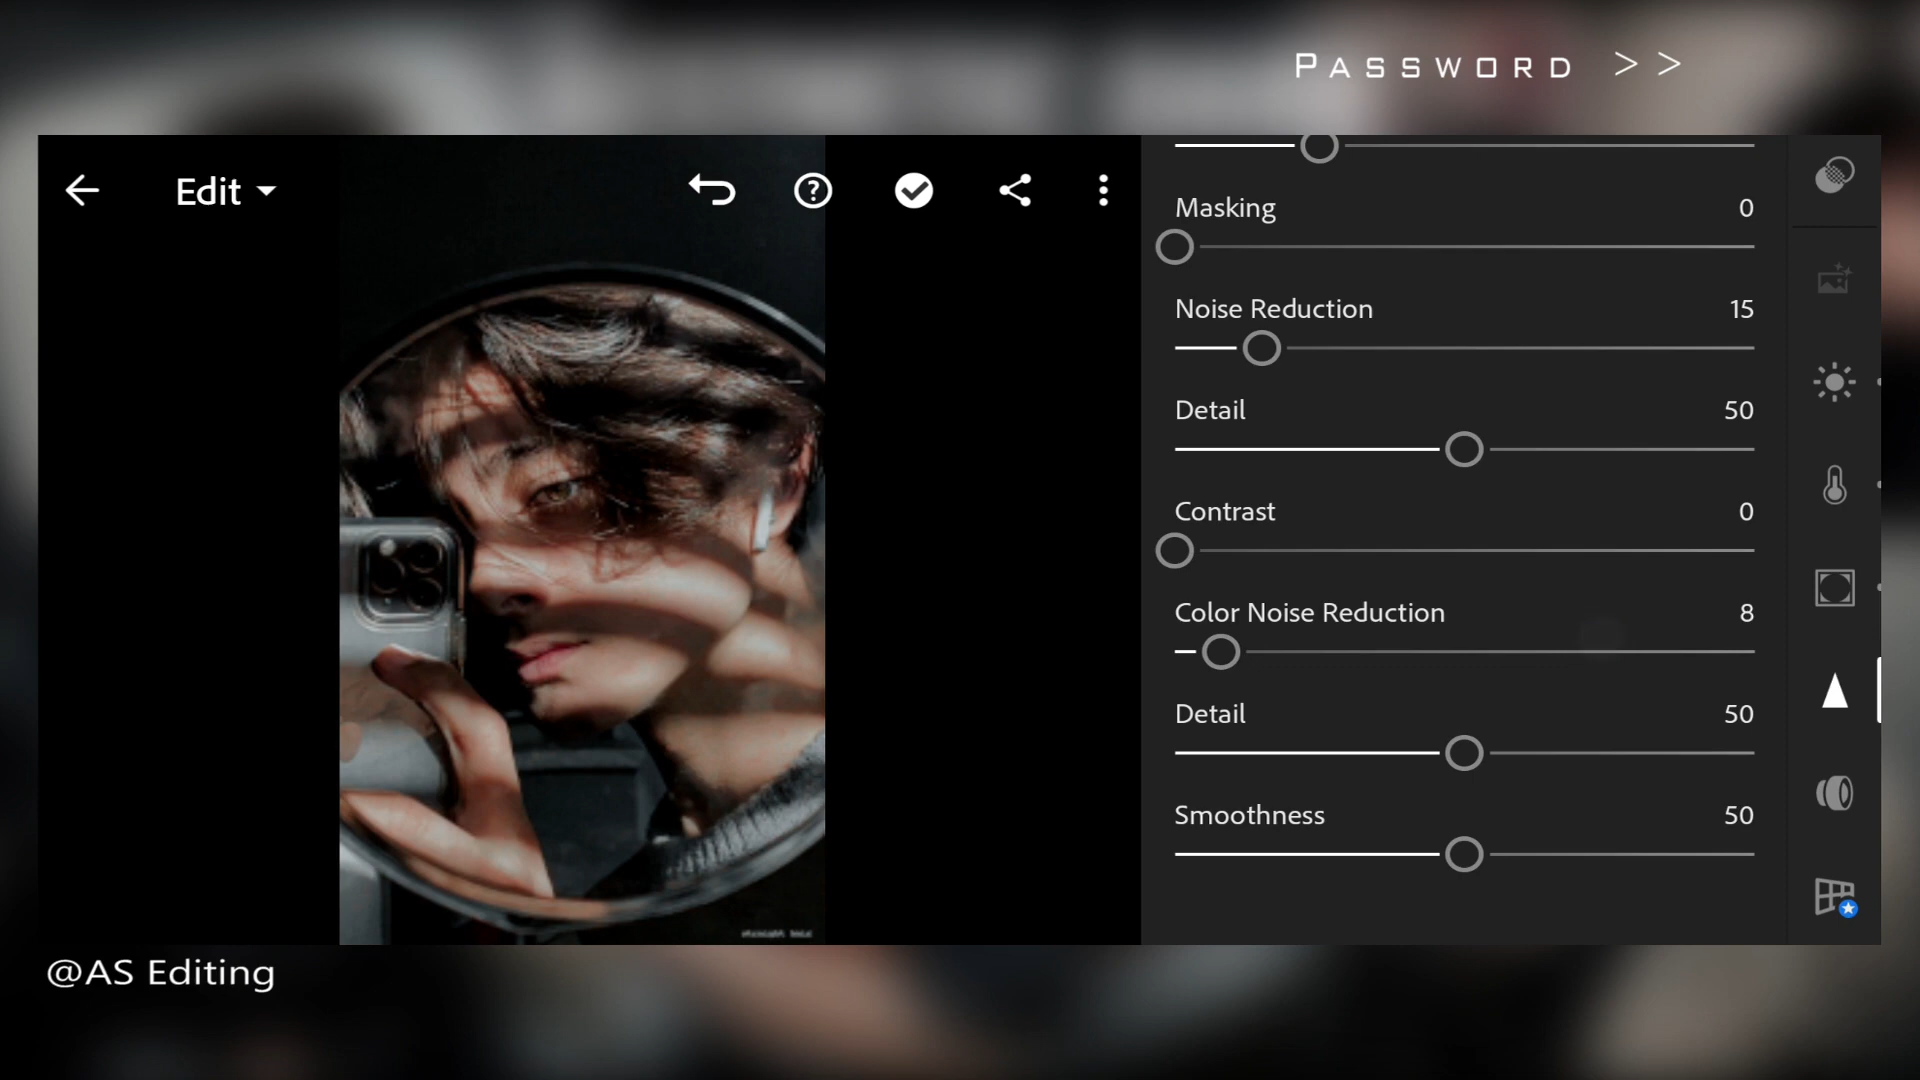 PASSWORD >>
Edit
Masking 0
Noise Reduction 15
Detail 50
Contrast 0
Color Noise Reduction 8
Detail 50
Smoothness 50
@AS Editing